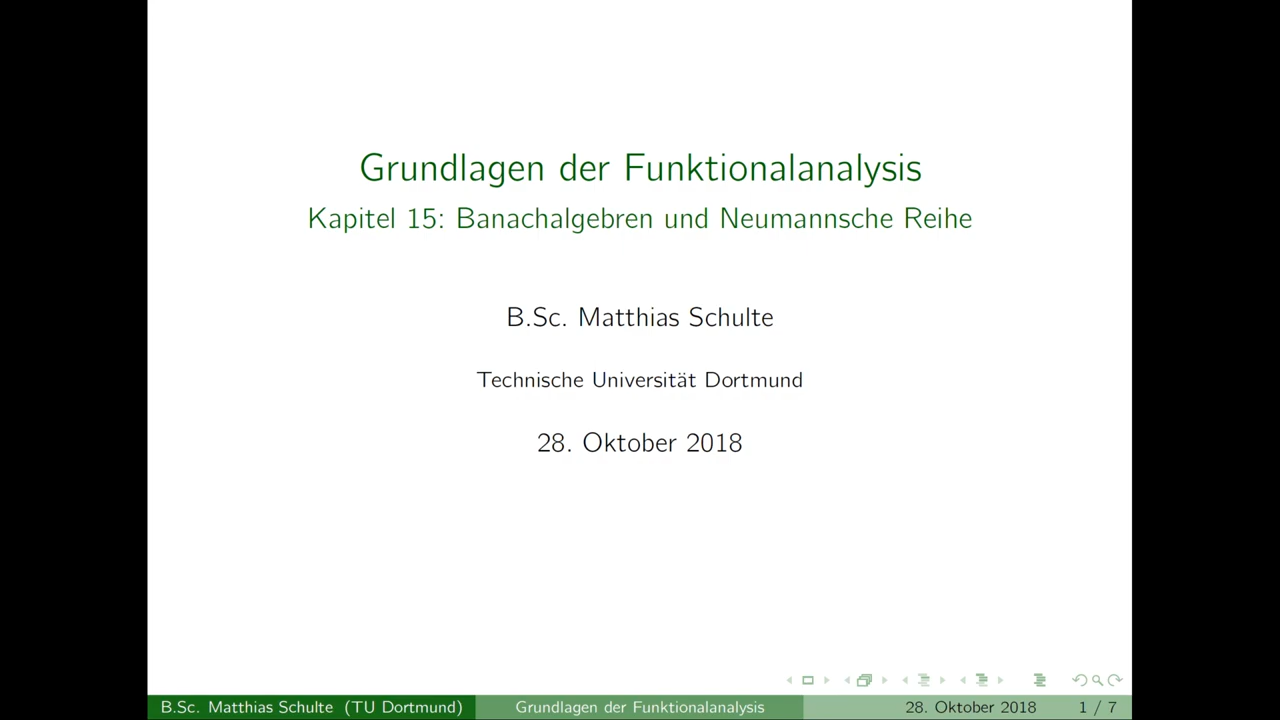 Grundlagen der Funktionalanalysis
Kapitel 15: Banachalgebren und Neumannsche Reihe
B.Sc. Matthias Schulte
Technische Universität Dortmund
28. Oktober 2018
B.Sc. Matthias Schulte (TU Dortmund) Grundlagen der Funktionalanalysis 28. Oktober 2018 1 / 7